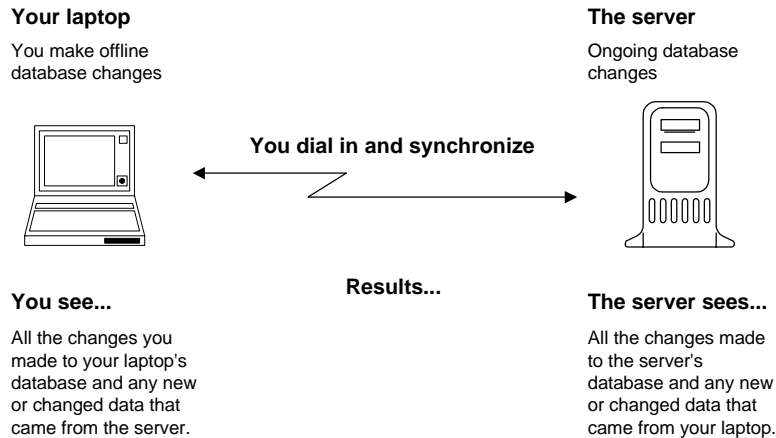 Your laptop
You make offline
database changes
The server
Ongoing database
changes
You dial in and synchronize
Results...
You see...
All the changes you
made to your laptop's
database and any new
or changed data that
came from the server.
The server sees...
All the changes made
to the server's
database and any new
or changed data that
came from your laptop.